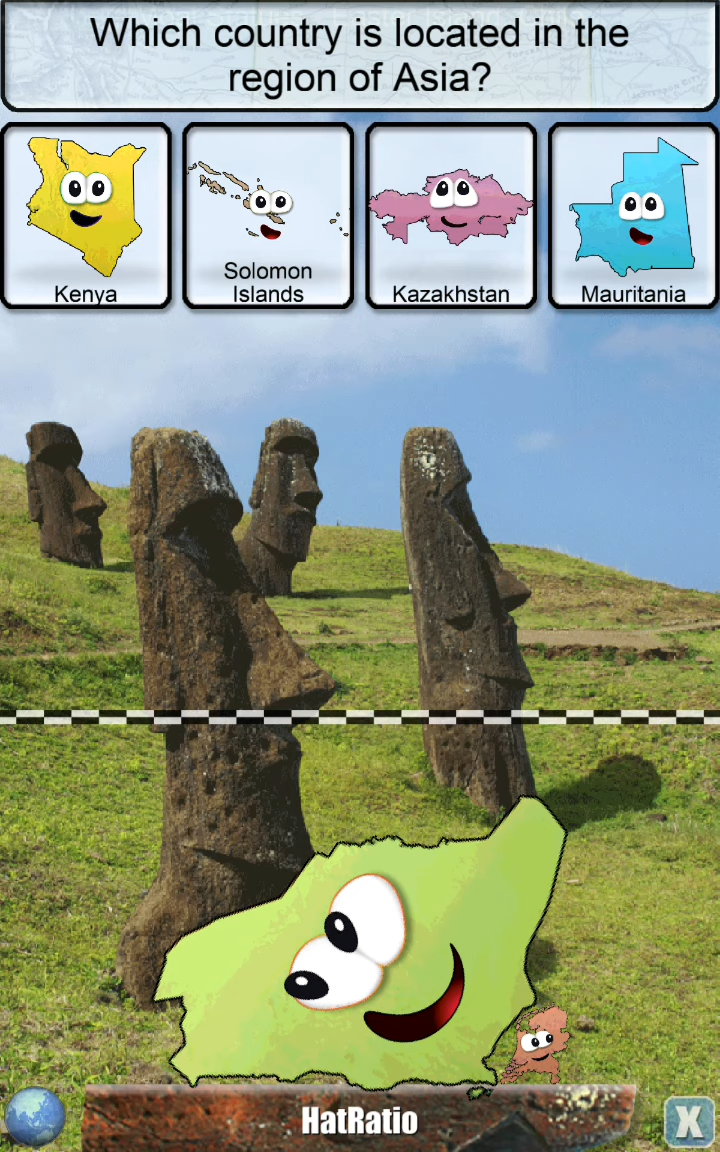 Which country is located in the
region of Asia?
Kenya
Solomon
Islands
Kazakhstan
Mauritania
HatRatio
X